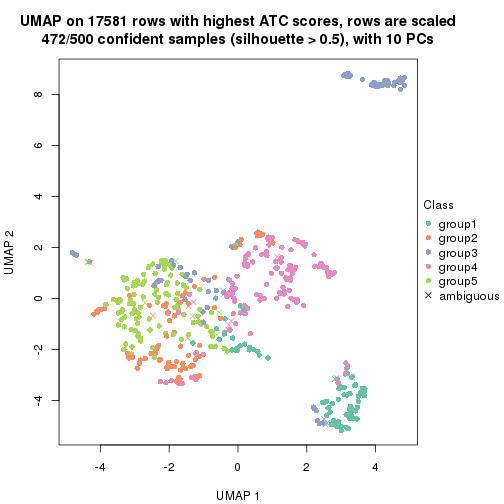 UMAP on 17581 rows with highest ATC scores, rows are scaled
472/500 confident samples (silhouette > 0.5), with 10 PCs
8
6
4
2
0
-2
-4
UMAP 2
-4
-2
0
2
4
UMAP 1
Class
group1
group2
group3
group4
group5
ambiguous